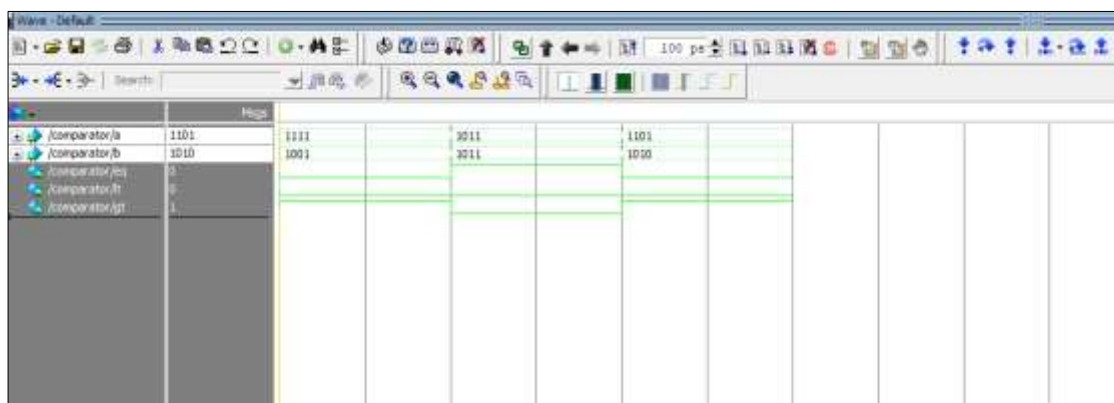 Wave - Default
100 ps
Search:
Msgs
/comparator/a 1101 1111 1011 1101
/comparator/b 1010 1001 1011 1010
/comparator/eq 0
/comparator/lt 0
/comparator/gt 1